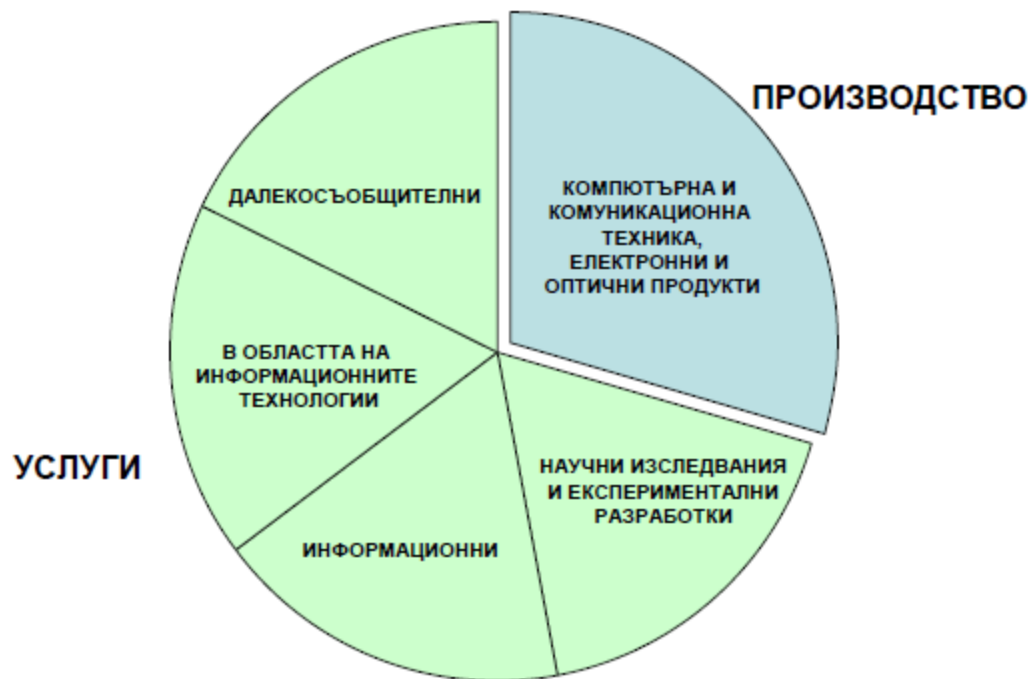 ПРОИЗВОДСТВО
КОМПЮТЪРНА И
КОМУНИКАЦИОННА
ТЕХНИКА,
ЕЛЕКТРОННИ И
ОПТИЧНИ ПРОДУКТИ
ДАЛЕКОСЪОБЩИТЕЛНИ
В ОБЛАСТТА НА
ИНФОРМАЦИОННИТЕ
ТЕХНОЛОГИИ
УСЛУГИ
НАУЧНИ ИЗСЛЕДВАНИЯ
И ЕКСПЕРИМЕНТАЛНИ
РАЗРАБОТКИ
ИНФОРМАЦИОННИ